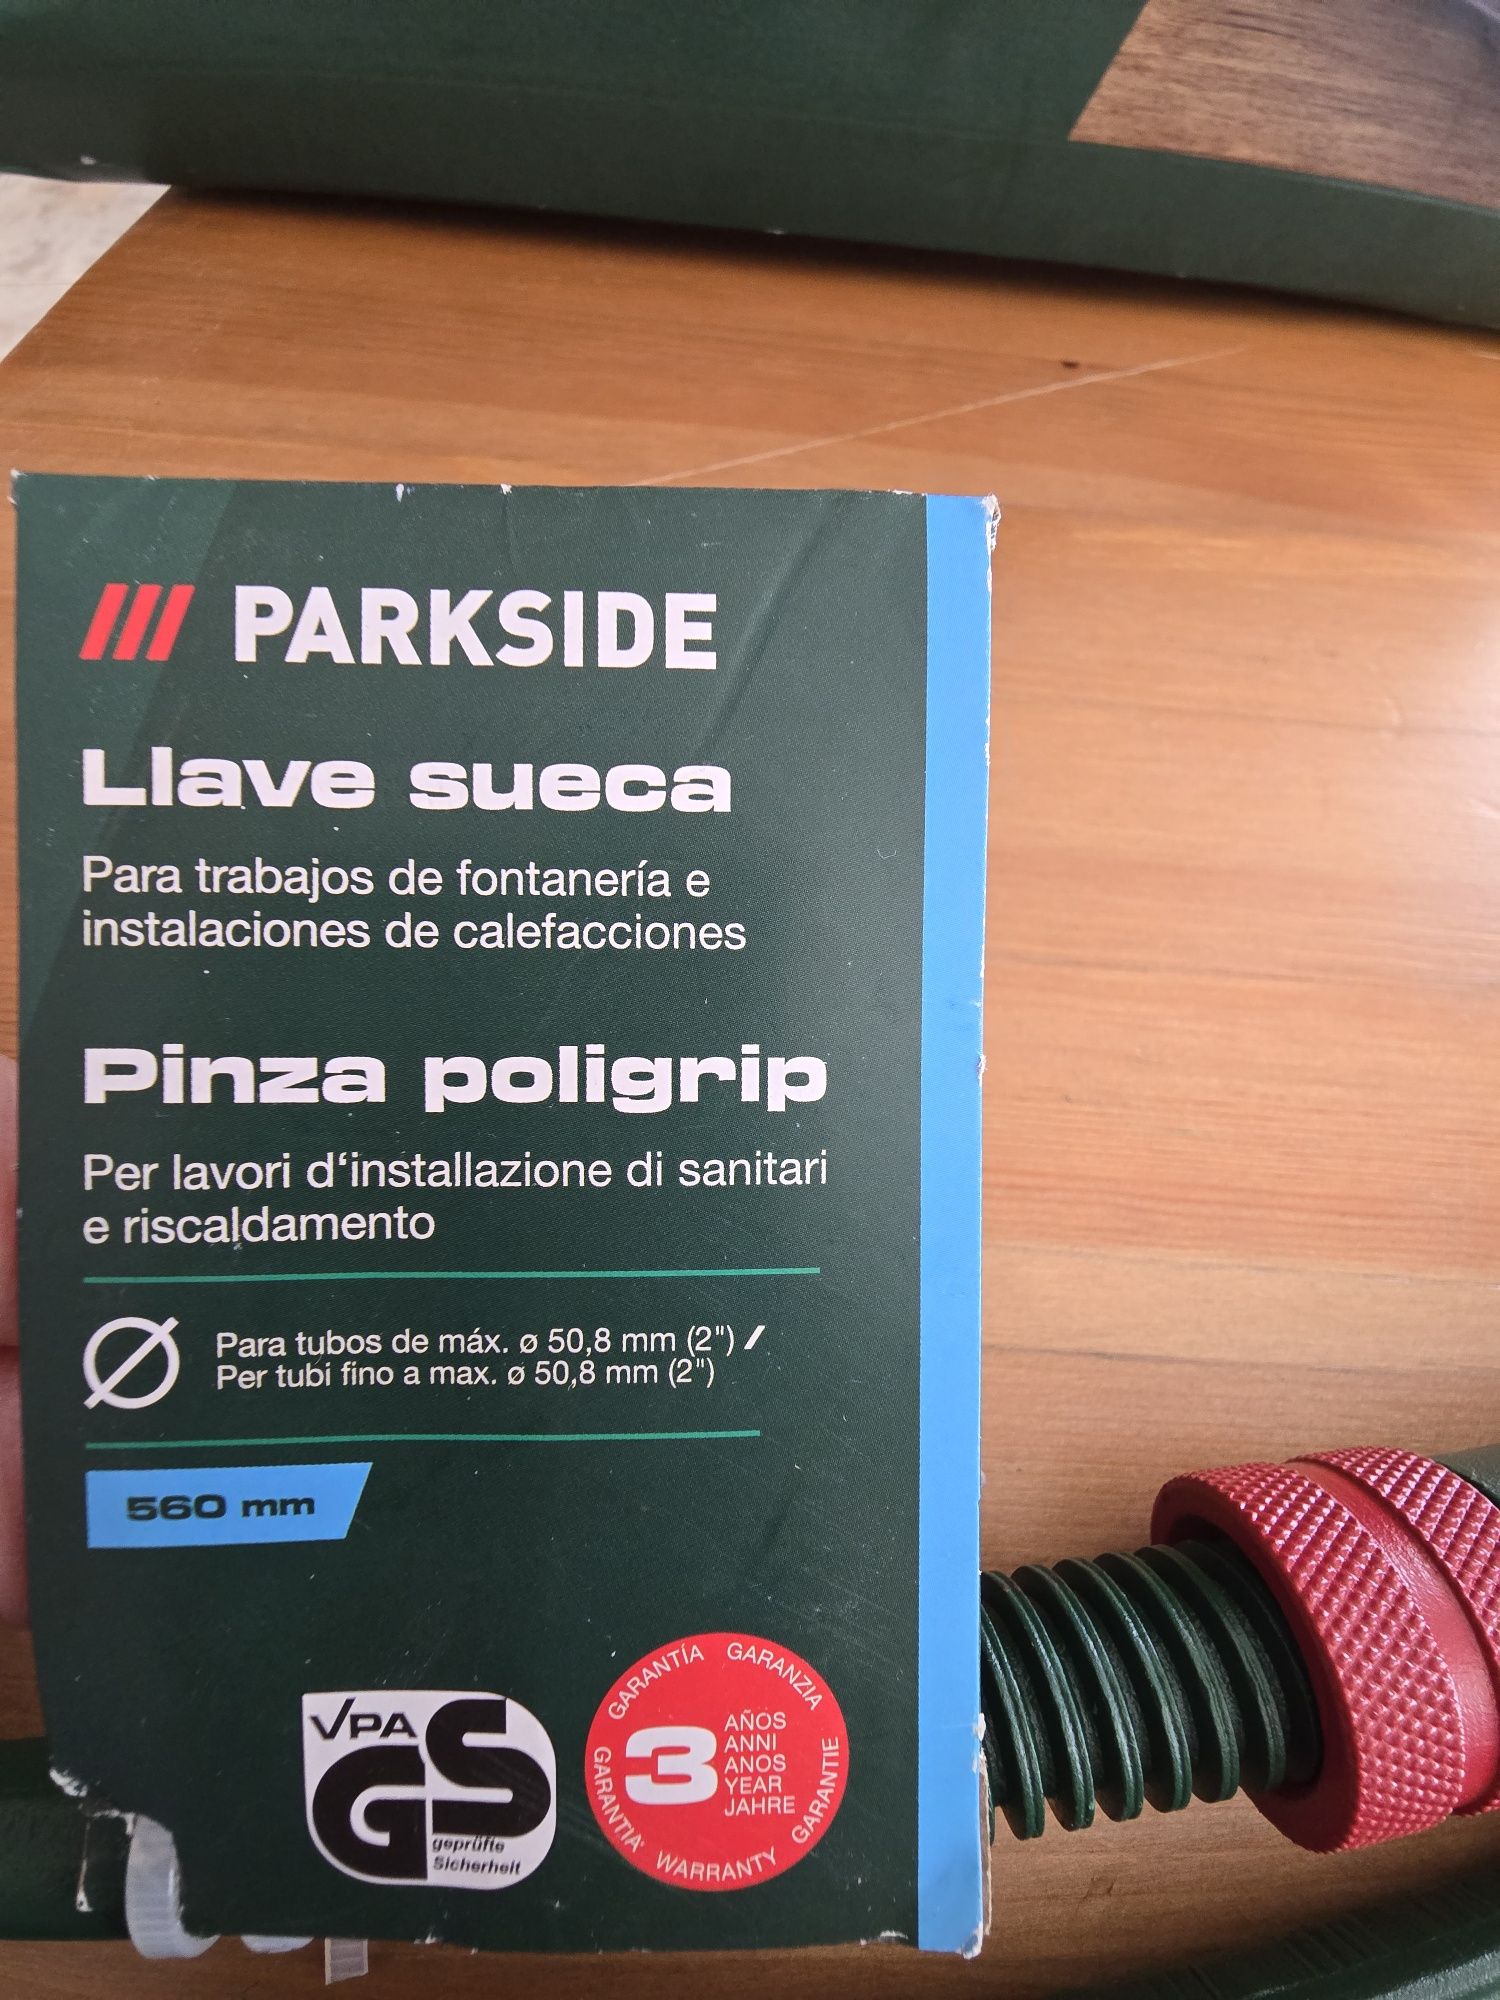 PARKSIDE
Llave sueca
Para trabajos de fontanería e
instalaciones de calefacciones
Pinza poligrip
Per lavori d‘installazione di sanitari
e riscaldamento
Para tubos de máx. ø 50,8 mm (2") /
Per tubi fino a max. ø 50,8 mm (2")
560 mm
VPA
GS
geprüfte
Sicherheit
GARANTÍA GARANZIA
3
AÑOS
ANNI
ANOS
YEAR
JAHRE
GARANTIA WARRANTY GARANTIE